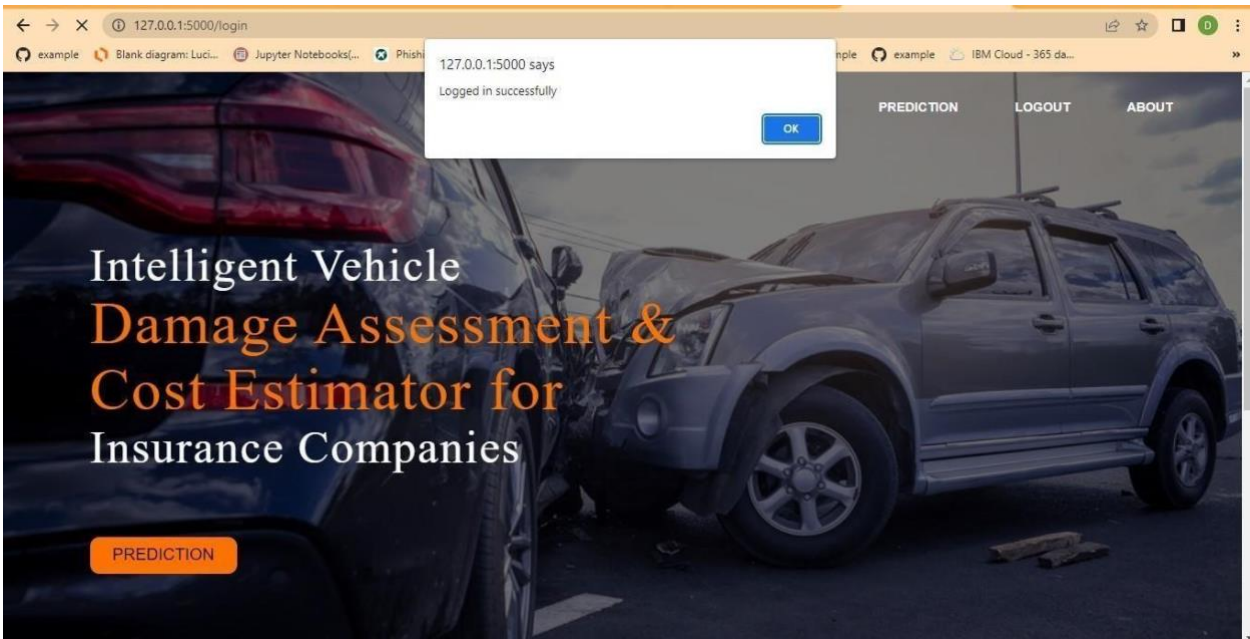 127.0.0.1:5000/login
D
example
Blank diagram: Luci...
Jupyter Notebooks(...
Phishi
example
IBM Cloud - 365 da...
»
127.0.0.1:5000 says
Logged in successfully
OK
PREDICTION LOGOUT ABOUT
Intelligent Vehicle
Damage Assessment &
Cost Estimator for
Insurance Companies
PREDICTION